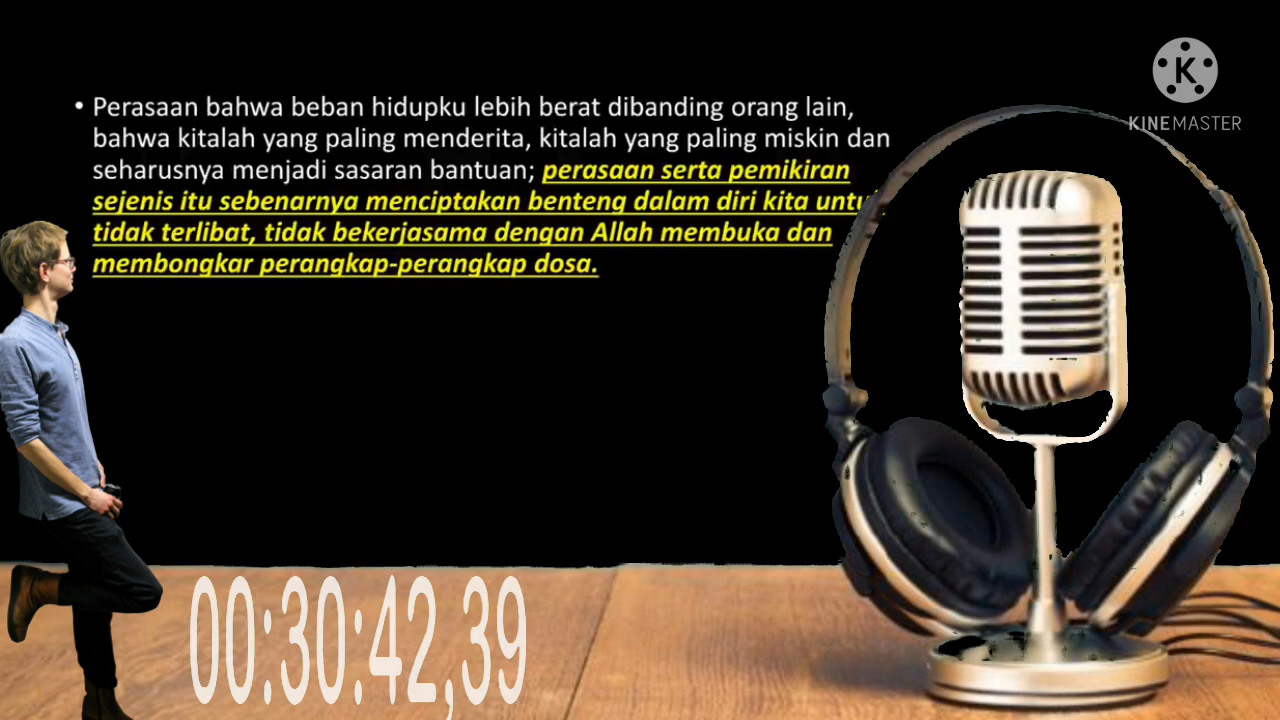 • Perasaan bahwa beban hidupku lebih berat dibanding orang lain,
bahwa kitalah yang paling menderita, kitalah yang paling miskin dan
seharusnya menjadi sasaran bantuan; perasaan serta pemikiran
sejenis itu sebenarnya menciptakan benteng dalam diri kita untuk
tidak terlibat, tidak bekerjasama dengan Allah membuka dan
membongkar perangkap-perangkap dosa.
K
KINEMASTER
00:30:42,39